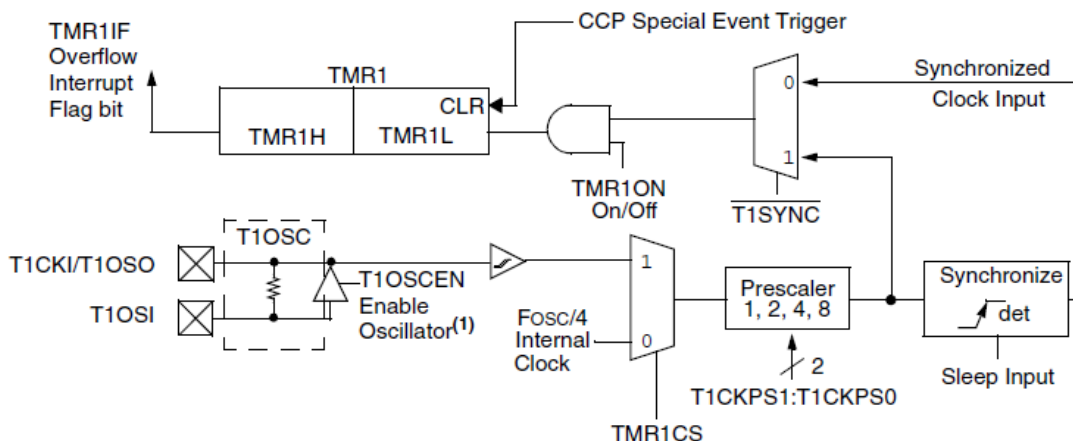 TMR1IF
Overflow
Interrupt
Flag bit
CCP Special Event Trigger
TMR1
CLR
TMR1H
TMR1L
TMR1ON
On/Off
0
1
T1SYNC
Synchronized
Clock Input
T1OSC
T1CKI/T1OSO
T1OSI
T1OSCEN
Enable
Oscillator(1)
FOSC/4
Internal
Clock
1
0
TMR1CS
Prescaler
1, 2, 4, 8
2
T1CKPS1:T1CKPS0
Synchronize
det
Sleep Input